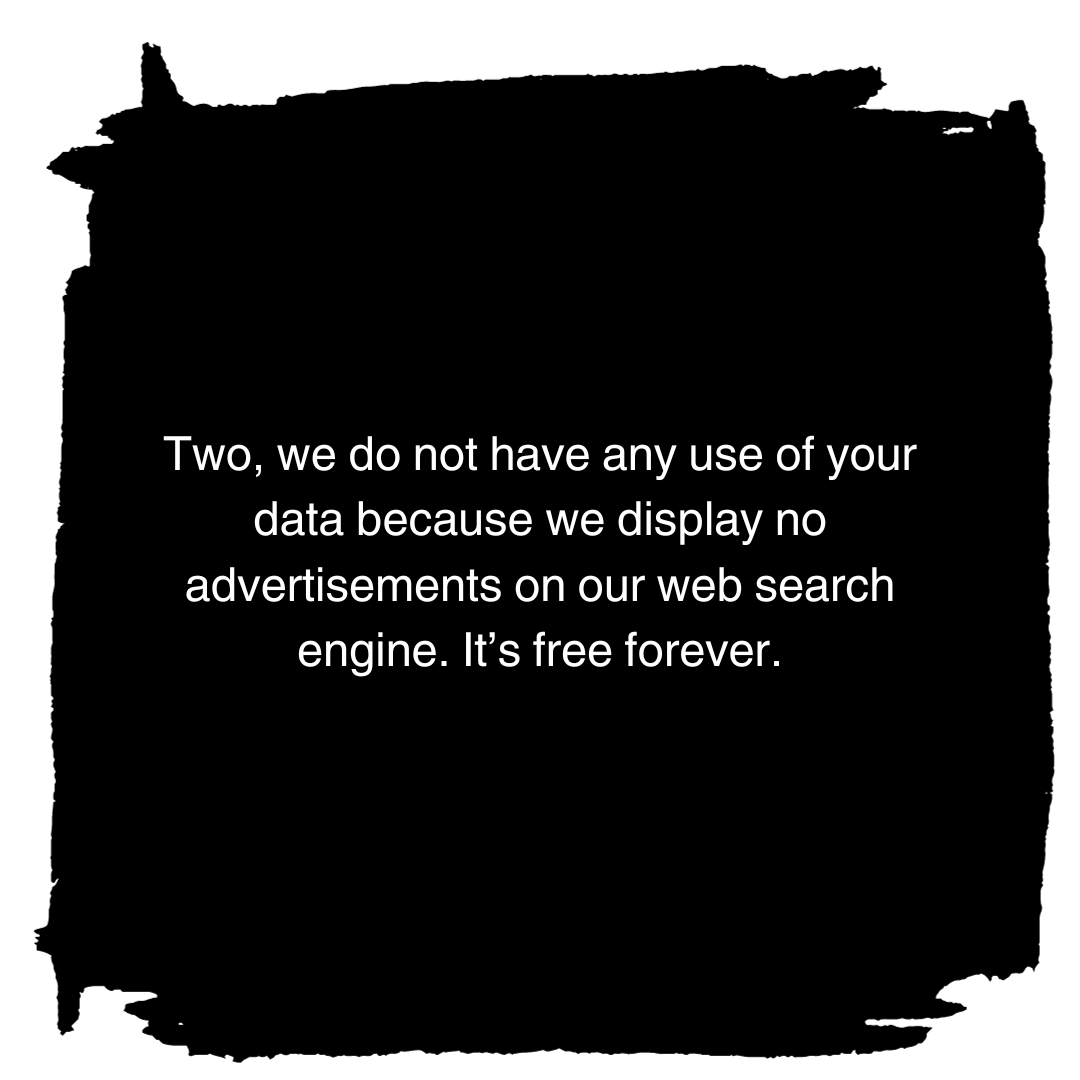 Two, we do not have any use of your
data because we display no
advertisements on our web search
engine. It’s free forever.